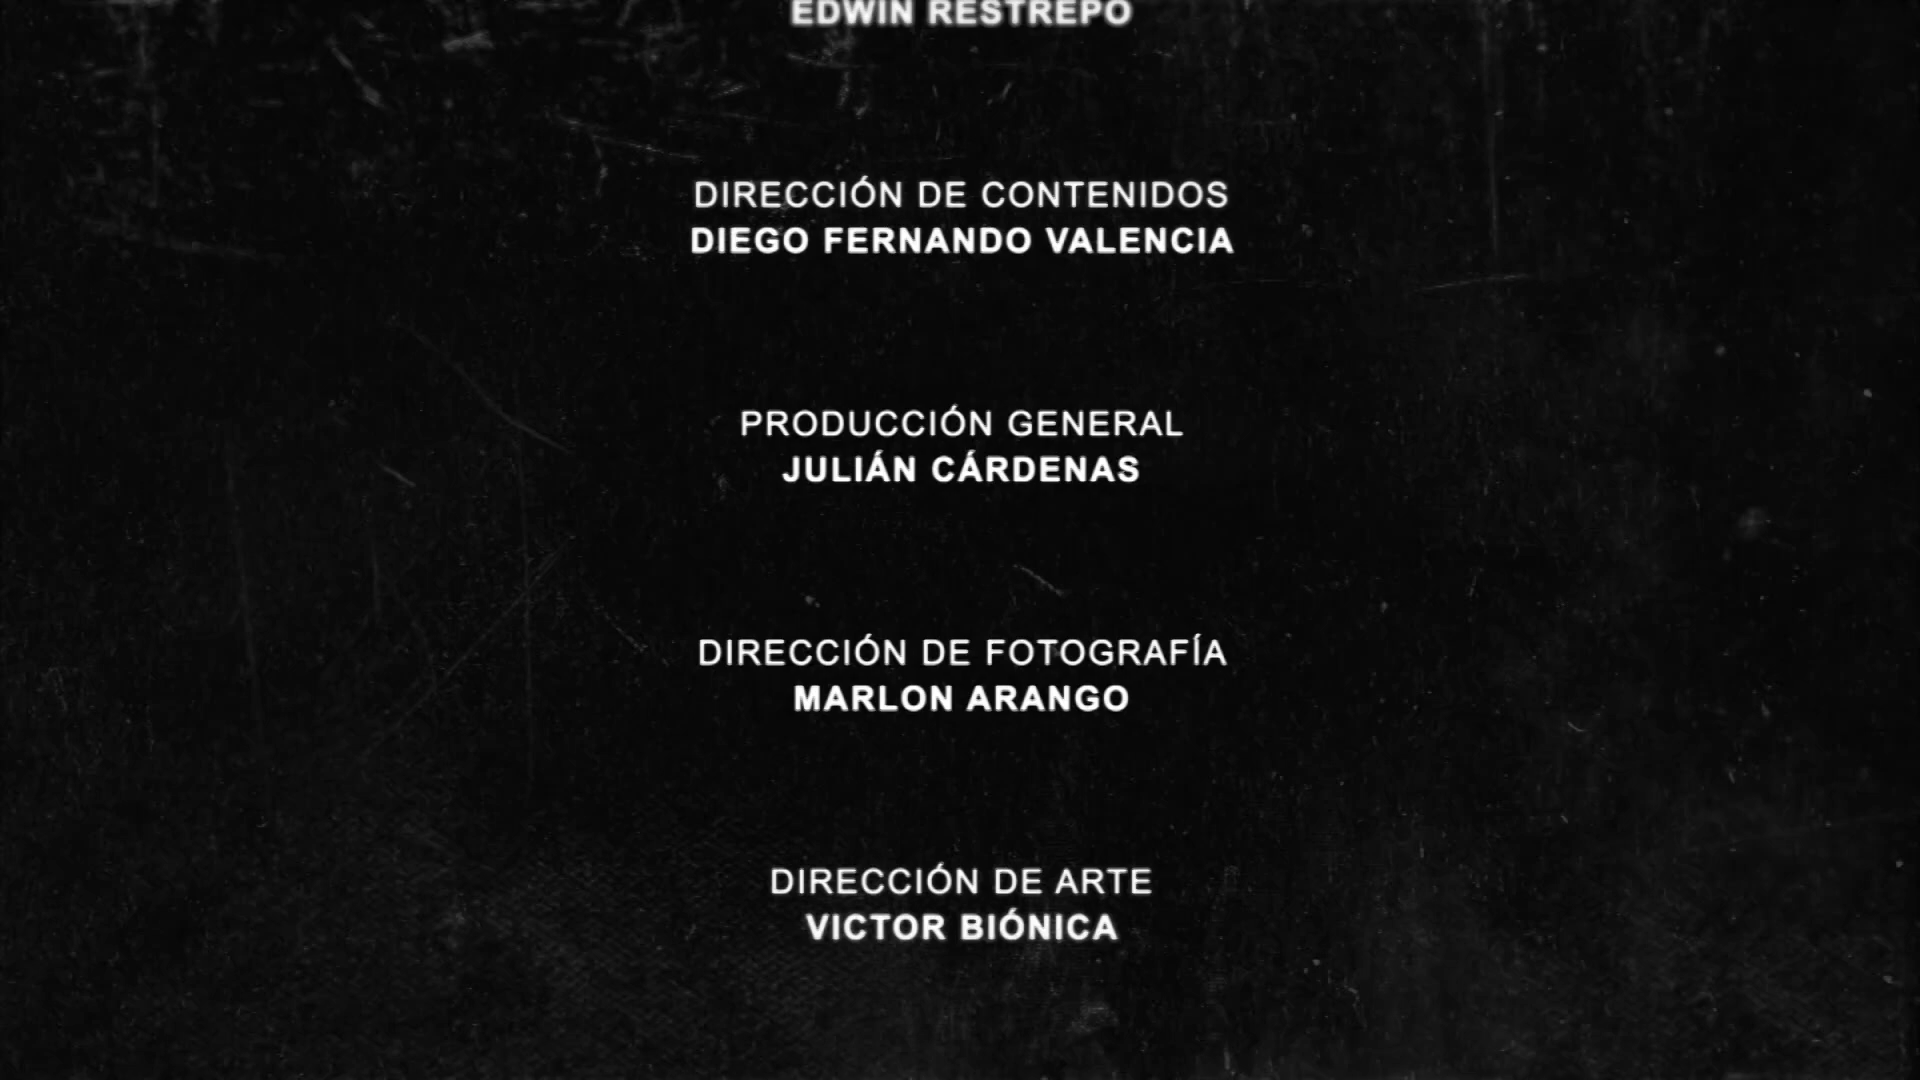 EDWIN RESTREPO
DIRECCIÓN DE CONTENIDOS
DIEGO FERNANDO VALENCIA
PRODUCCIÓN GENERAL
JULIÁN CÁRDENAS
DIRECCIÓN DE FOTOGRAFÍA
MARLON ARANGO
DIRECCIÓN DE ARTE
VICTOR BIÓNICA